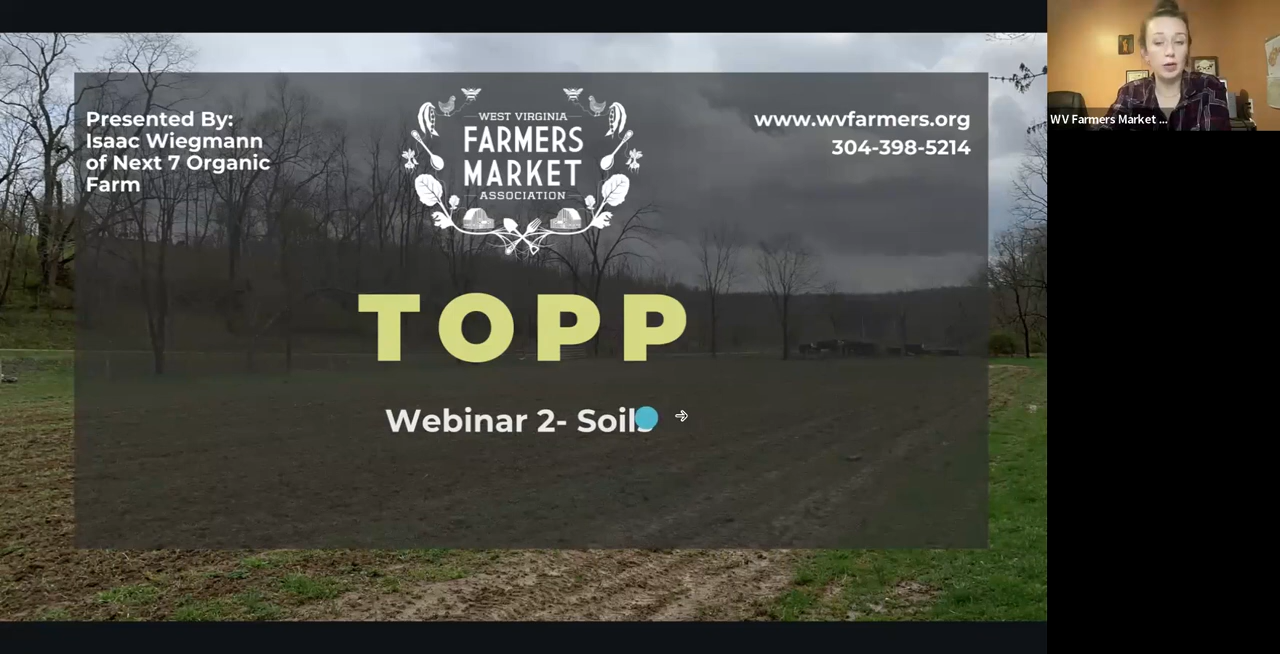 Presented By:
Isaac Wiegmann
of Next 7 Organic
Farm
WEST VIRGINIA
FARMERS
MARKET
ASSOCIATION
www.wvfarmers.org
304-398-5214
TOPP
Webinar 2- Soils
WV Farmers Market ...